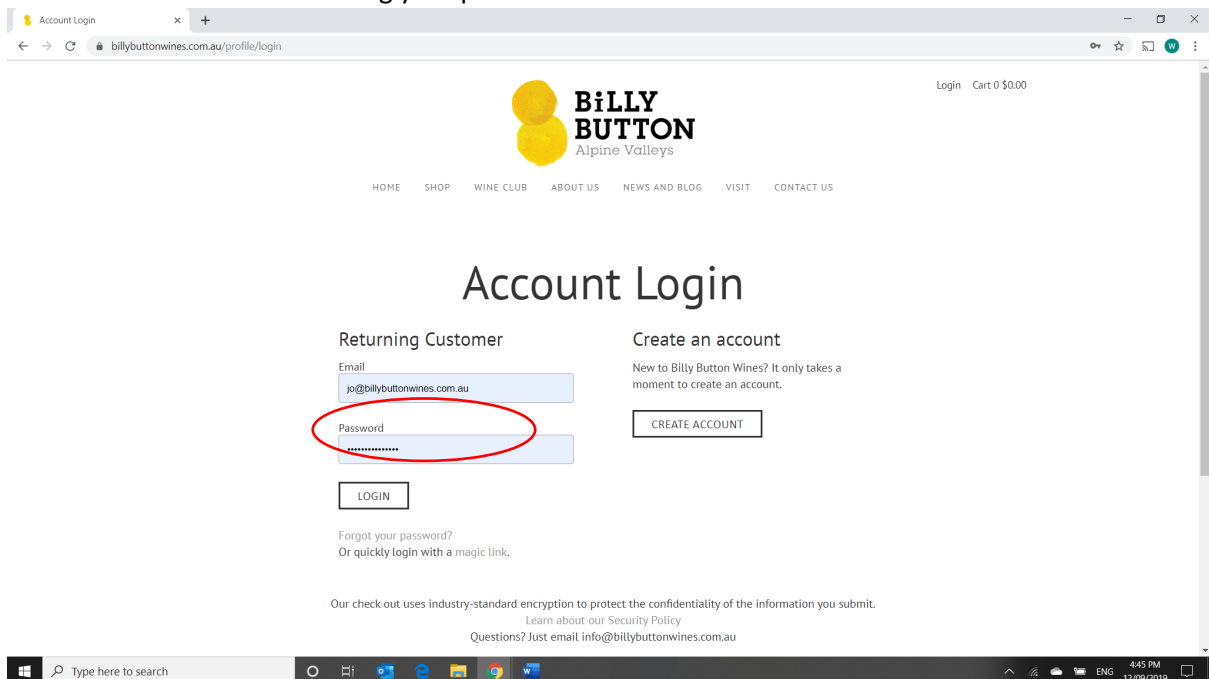 Account Login
billybuttonwines.com.au/profile/login
W
Login Cart 0 $0.00
BiLLY
BUTTON
Alpine Valleys
HOME SHOP WINE CLUB ABOUT US NEWS AND BLOG VISIT CONTACT US
Account Login
Returning Customer
Email
jo@billybuttonwines.com.au
Password
LOGIN
Forgot your password?
Or quickly login with a magic link.
Create an account
New to Billy Button Wines? It only takes a
moment to create an account.
CREATE ACCOUNT
Our check out uses industry-standard encryption to protect the confidentiality of the information you submit.
Learn about our Security Policy
Questions? Just email info@billybuttonwines.com.au
Type here to search
ENG
4:45 PM
12/09/2019